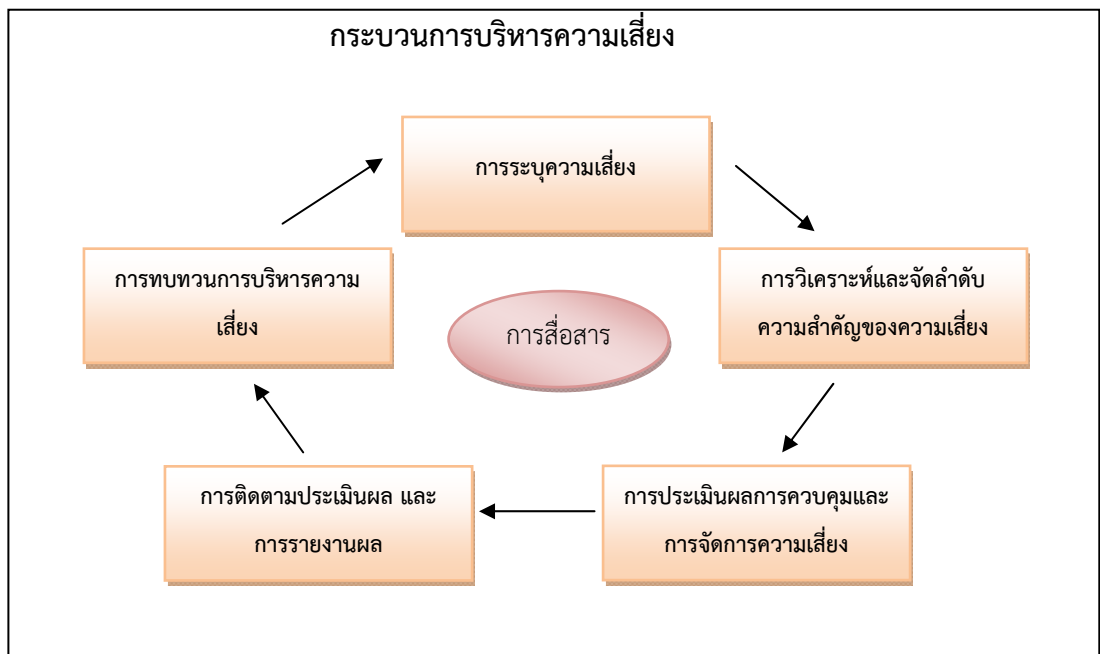 กระบวนการบริหารความเสี่ยง
การระบุความเสี่ยง
การวิเคราะห์และจัดลำดับ
ความสำคัญของความเสี่ยง
การประเมินผลการควบคุมและ
การจัดการความเสี่ยง
การติดตามประเมินผล และ
การรายงานผล
การทบทวนการบริหารความ
เสี่ยง
การสื่อสาร